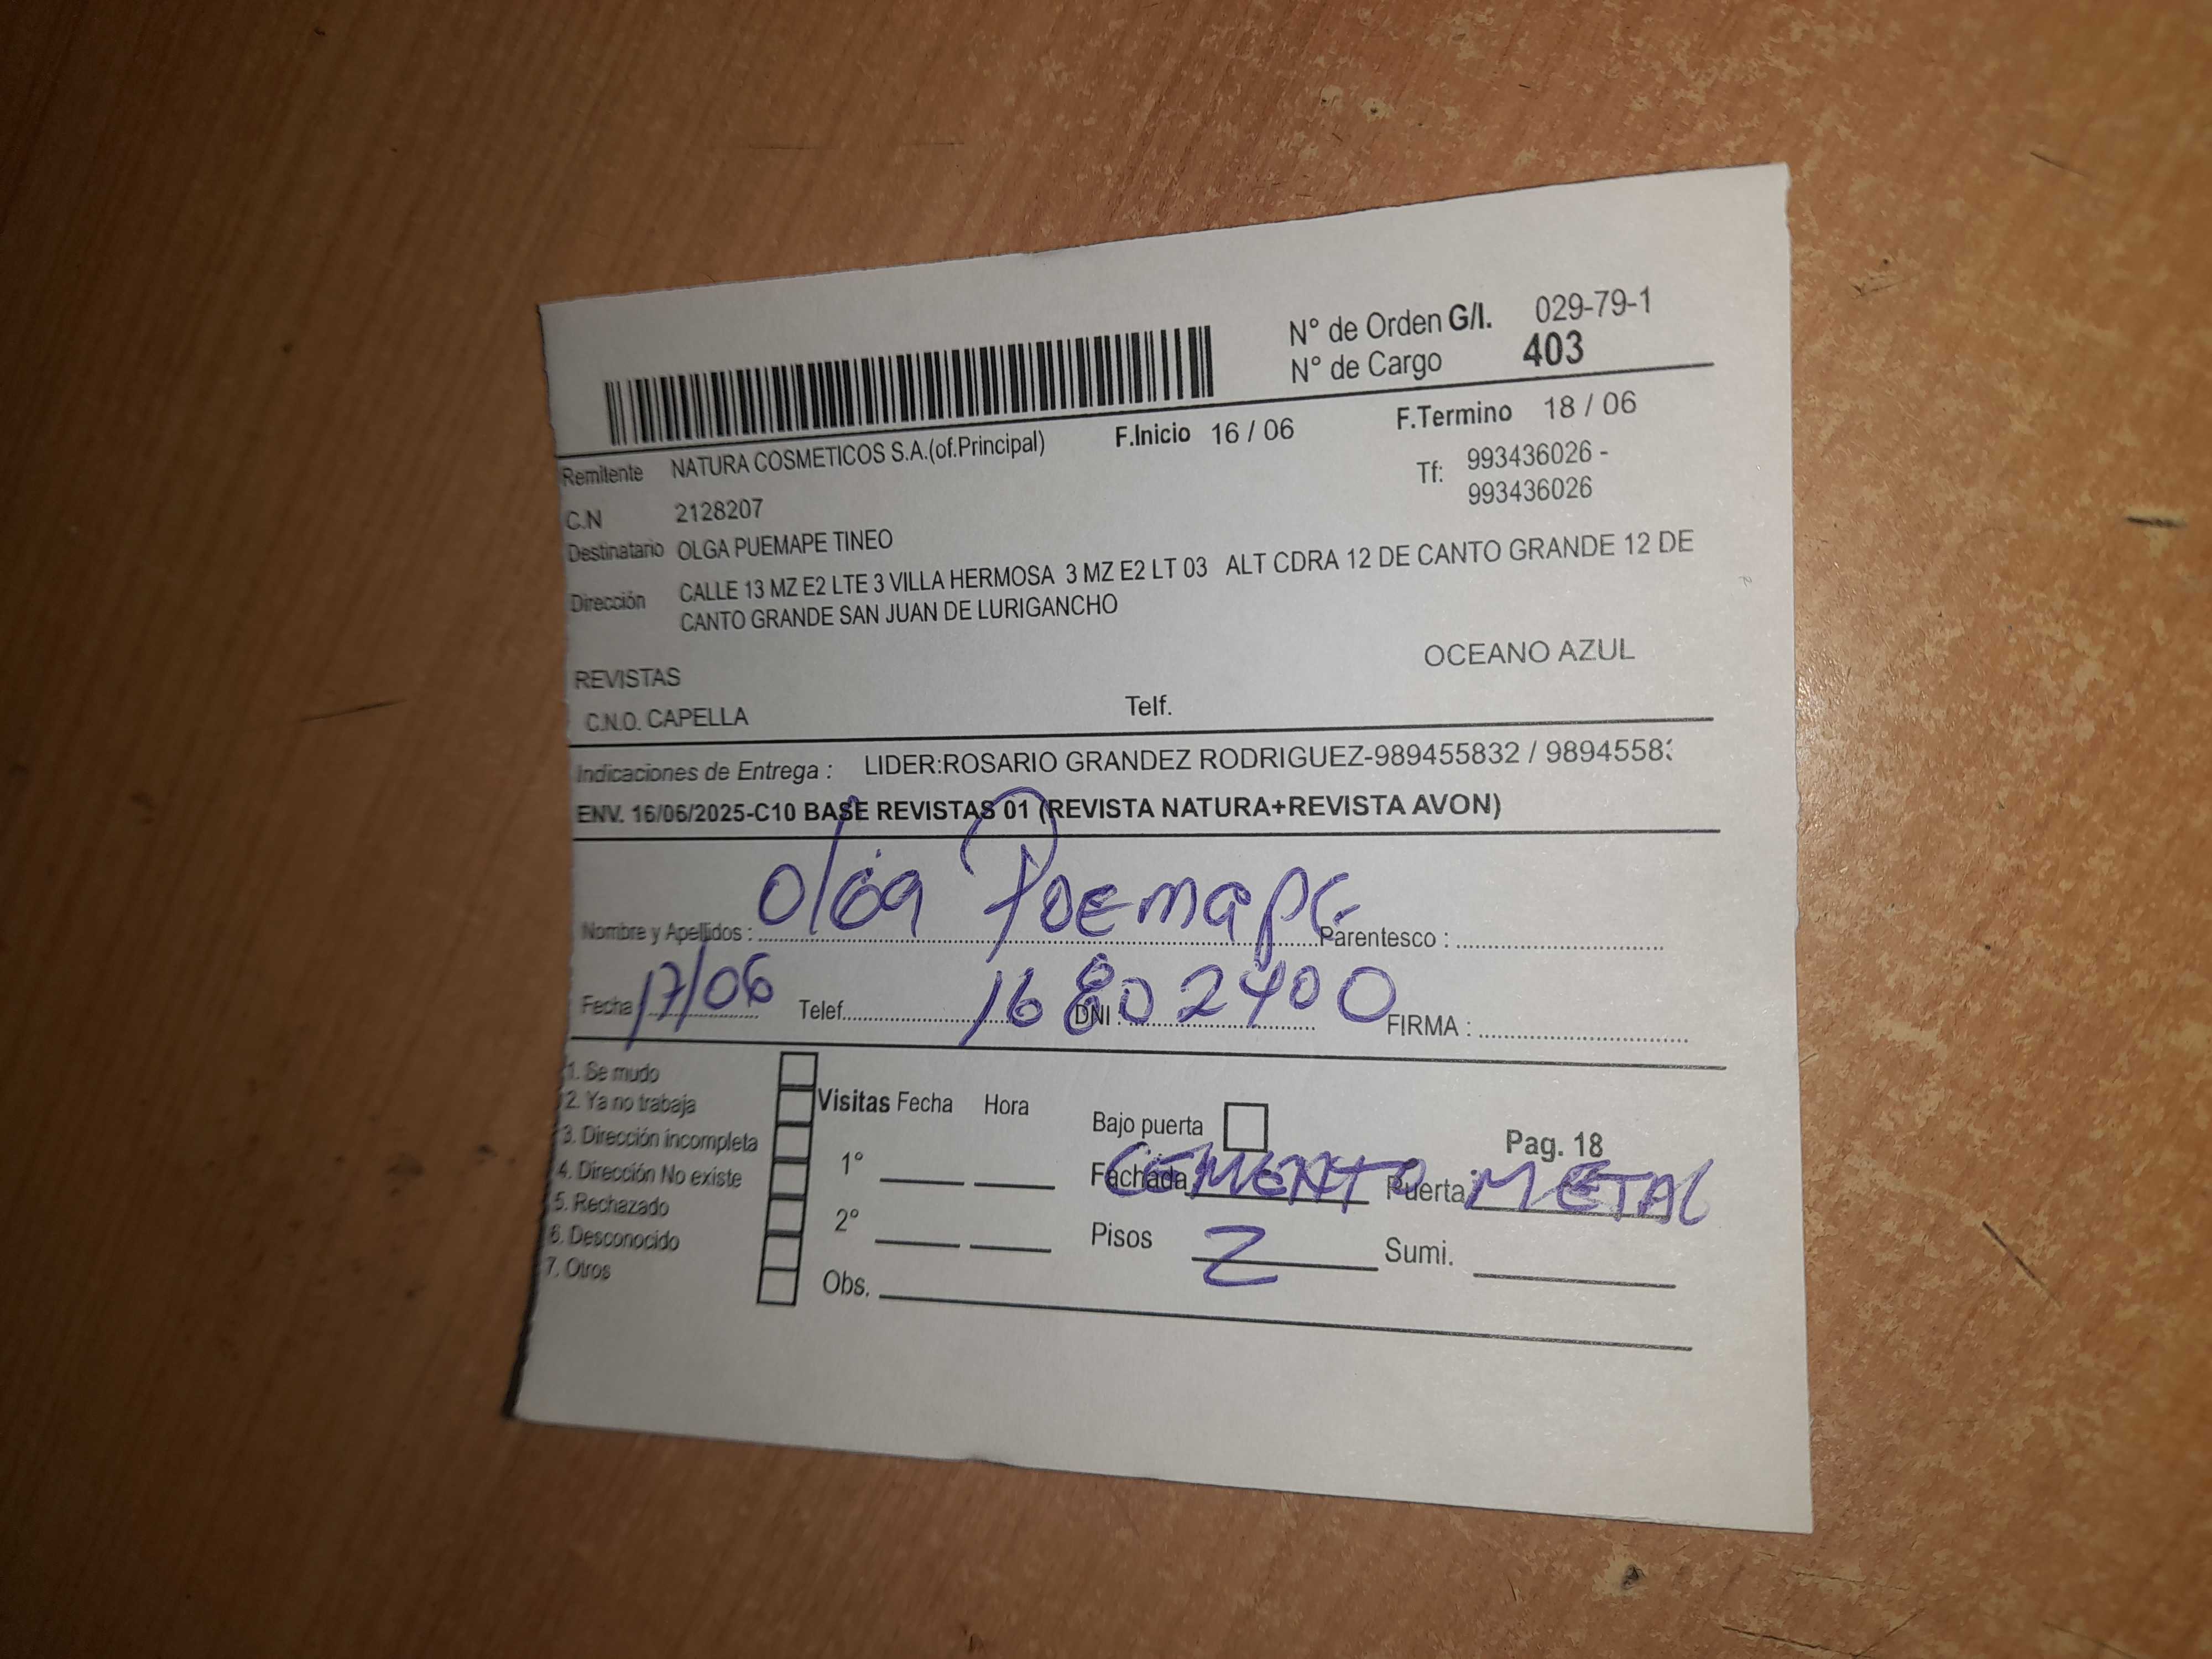 N° de Orden G/I. 029-79-1
N° de Cargo 403
F.Inicio 16 / 06 F.Termino 18 / 06
Remitente NATURA COSMETICOS S.A.(of.Principal)
Tf: 993436026 -
993436026
C.N 2128207
Destinatario OLGA PUEMAPE TINEO
Dirección CALLE 13 MZ E2 LTE 3 VILLA HERMOSA 3 MZ E2 LT 03 ALT CDRA 12 DE CANTO GRANDE 12 DE
CANTO GRANDE SAN JUAN DE LURIGANCHO
OCEANO AZUL
REVISTAS
C.N.O. CAPELLA Telf.
Indicaciones de Entrega : LIDER:ROSARIO GRANDEZ RODRIGUEZ-989455832 / 98945583
ENV. 16/06/2025-C10 BASE REVISTAS 01 (REVISTA NATURA+REVISTA AVON)
Nombre y Apellidos : Olga Puemape Parentesco :
Fecha 17/06 Telef. DNI : 16802400 FIRMA :
1. Se mudo
2. Ya no trabaja
3. Dirección incompleta
4. Dirección No existe
5. Rechazado
6. Desconocido
7. Otros
Visitas Fecha Hora
1°
2°
Obs.
Bajo puerta Pag. 18
Fachada CEMENTO Puerta METAL
Pisos 2 Sumi.